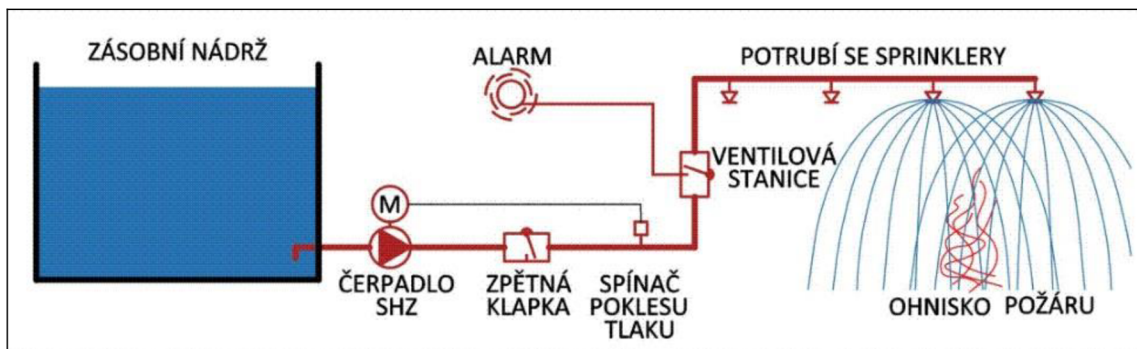 ZÁSOBNÍ NÁDRŽ
ALARM
POTRUBÍ SE SPRINKLERY
VENTILOVÁ
STANICE
M
ČERPADLO
SHZ
ZPĚTNÁ
KLAPKA
SPÍNAČ
POKLESU
TLAKU
OHNISKO POŽÁRU